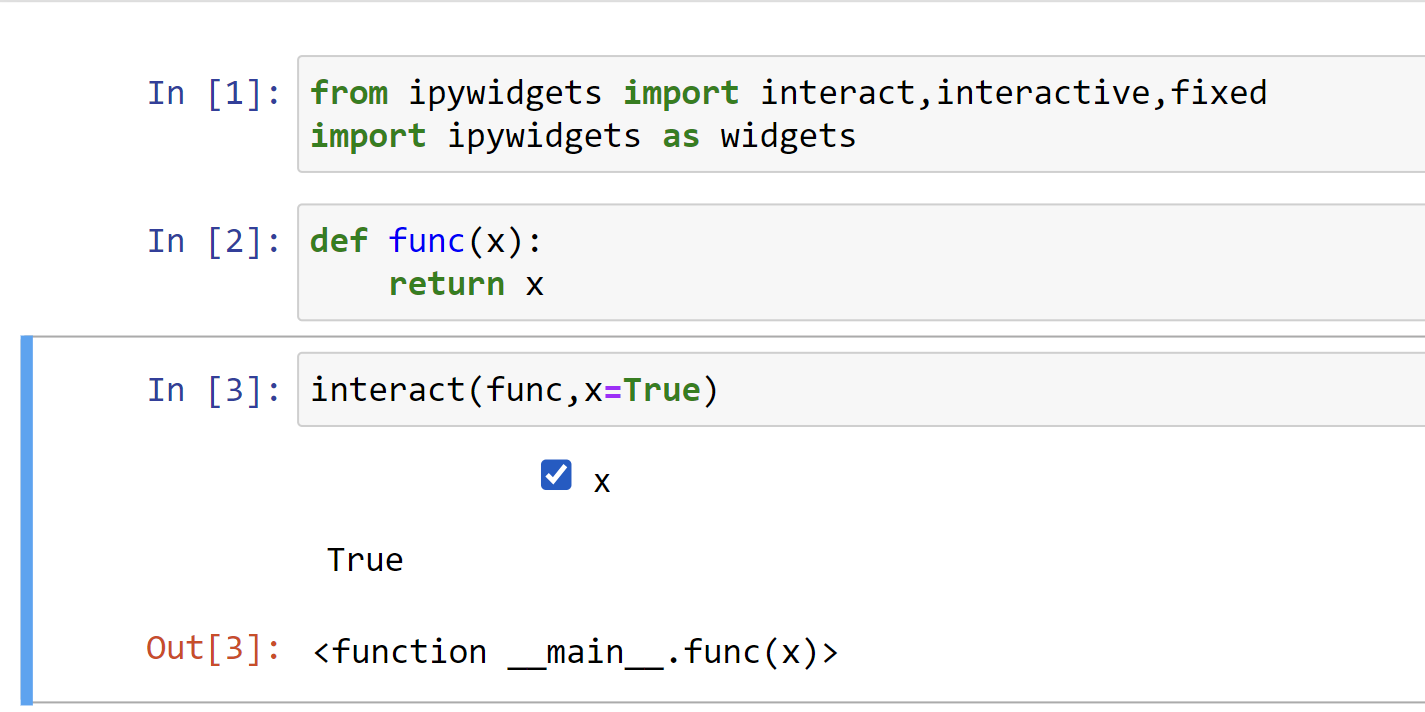 In [1]: from ipywidgets import interact,interactive,fixed
import ipywidgets as widgets
In [2]: def func(x):
    return x
In [3]: interact(func,x=True)
x
True
Out[3]: <function __main__.func(x)>